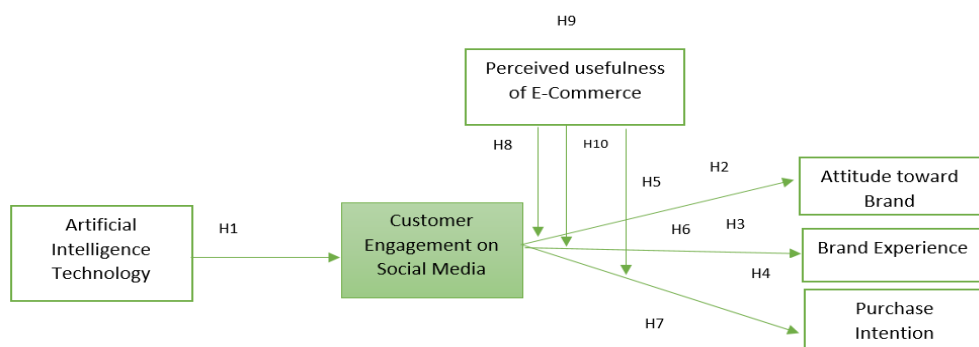 H9
Perceived usefulness
of E-Commerce
H8
H10
H5
H2
Attitude toward
Brand
Artificial
Intelligence
Technology
H1
Customer
Engagement on
Social Media
H6
H3
Brand Experience
H4
H7
Purchase
Intention